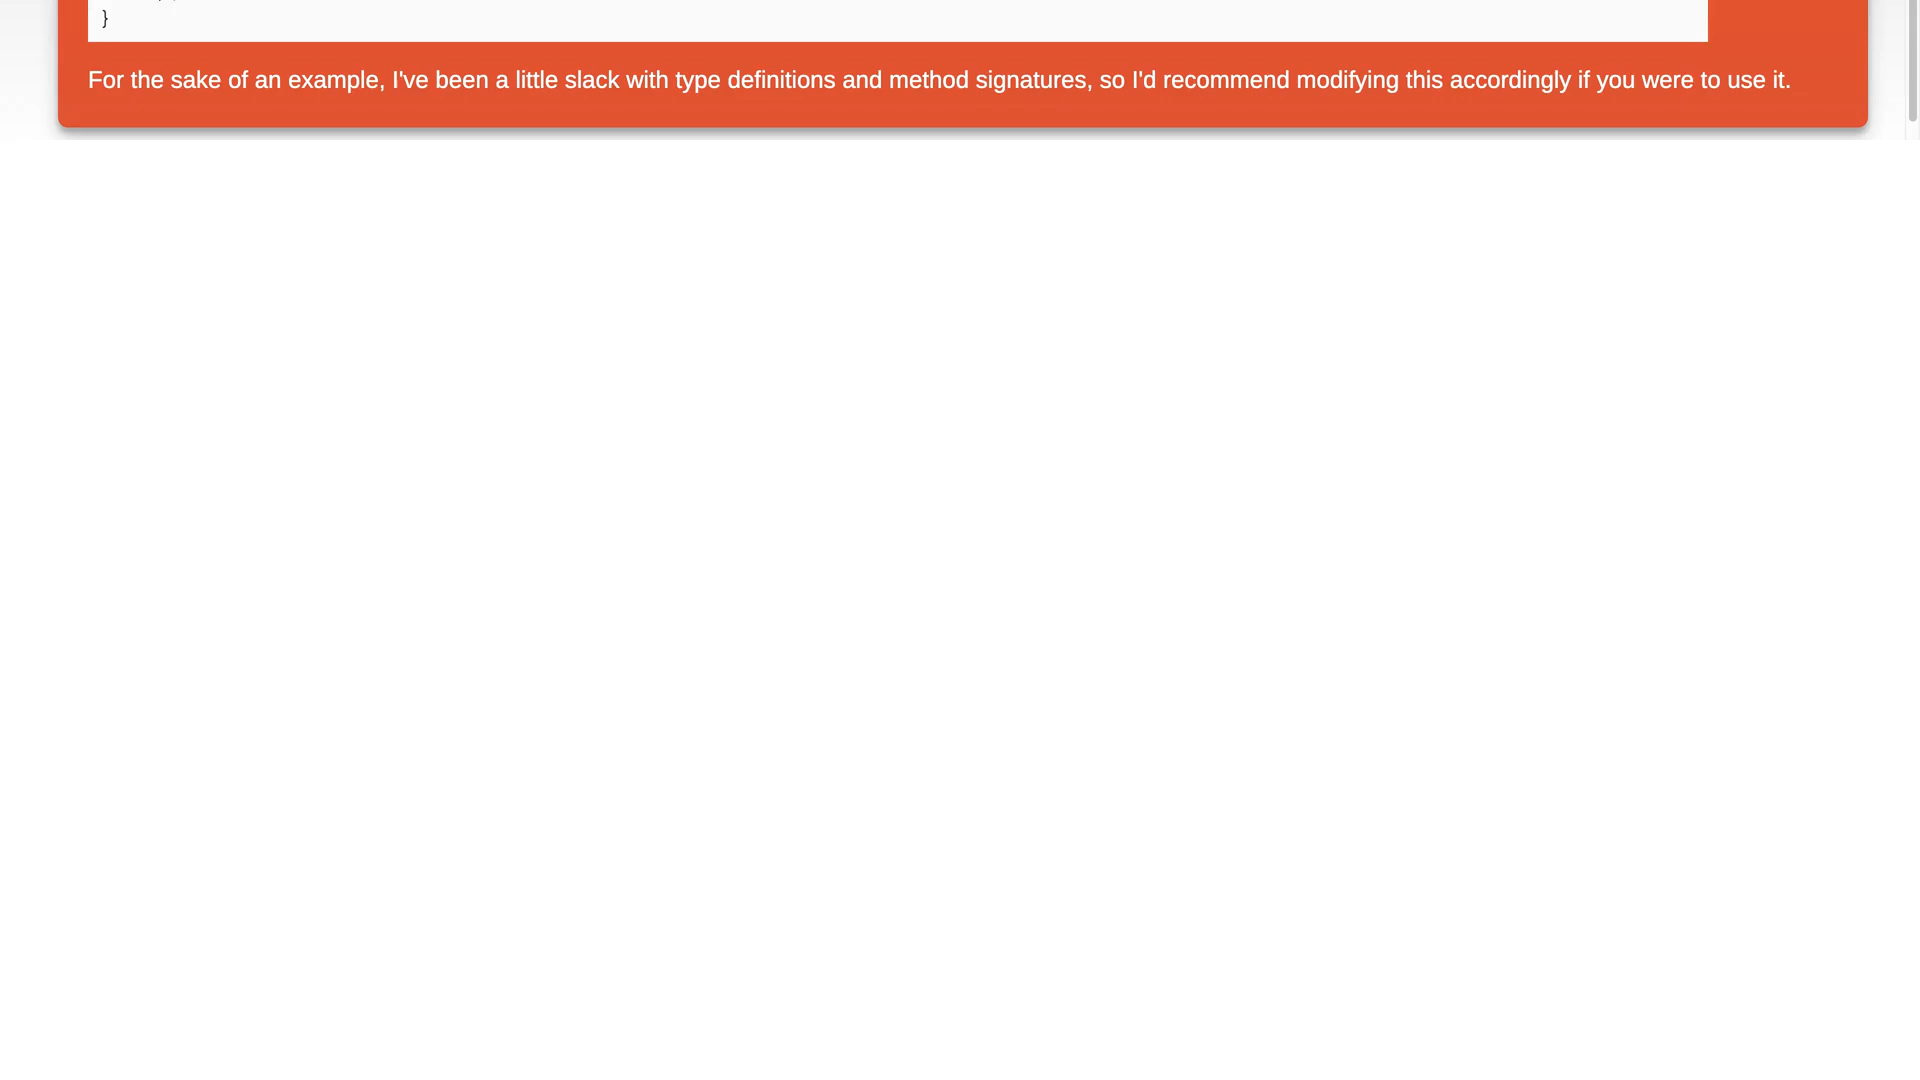 }
For the sake of an example, I've been a little slack with type definitions and method signatures, so I'd recommend modifying this accordingly if you were to use it.